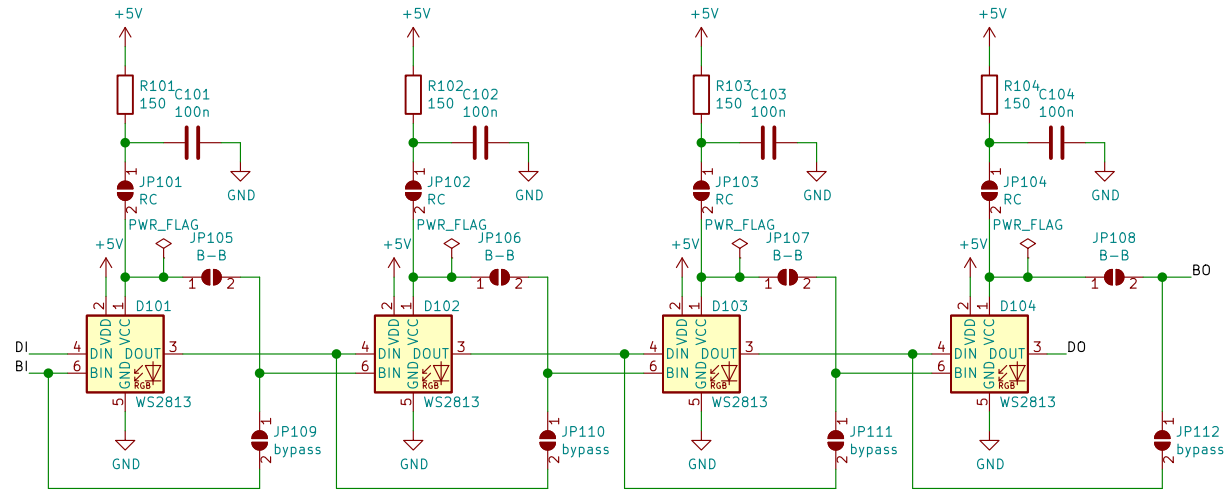 +5V +5V +5V +5V
R101 C101 R102 C102 R103 C103 R104 C104
150 100n 150 100n 150 100n 150 100n
1 JP101 1 JP102 1 JP103 1 JP104
2 RC GND 2 RC GND 2 RC GND 2 RC GND
PWR_FLAG PWR_FLAG PWR_FLAG PWR_FLAG
+5V JP105 +5V JP106 +5V JP107 +5V JP108
B-B B-B B-B B-B
1 2 1 2 1 2 1 2 BO
2 1 D101 2 1 D102 2 1 D103 2 1 D104
VDD VCC VDD VCC VDD VCC VDD VCC
DI 4 DIN DOUT 3 4 DIN DOUT 3 4 DIN DOUT 3 4 DIN DOUT 3 DO
BI 6 BIN GND 6 BIN GND 6 BIN GND 6 BIN GND
RGB RGB RGB RGB
5 WS2813 5 WS2813 5 WS2813 5 WS2813
1 JP109 1 JP110 1 JP111 1 JP112
2 bypass 2 bypass 2 bypass 2 bypass
GND GND GND GND